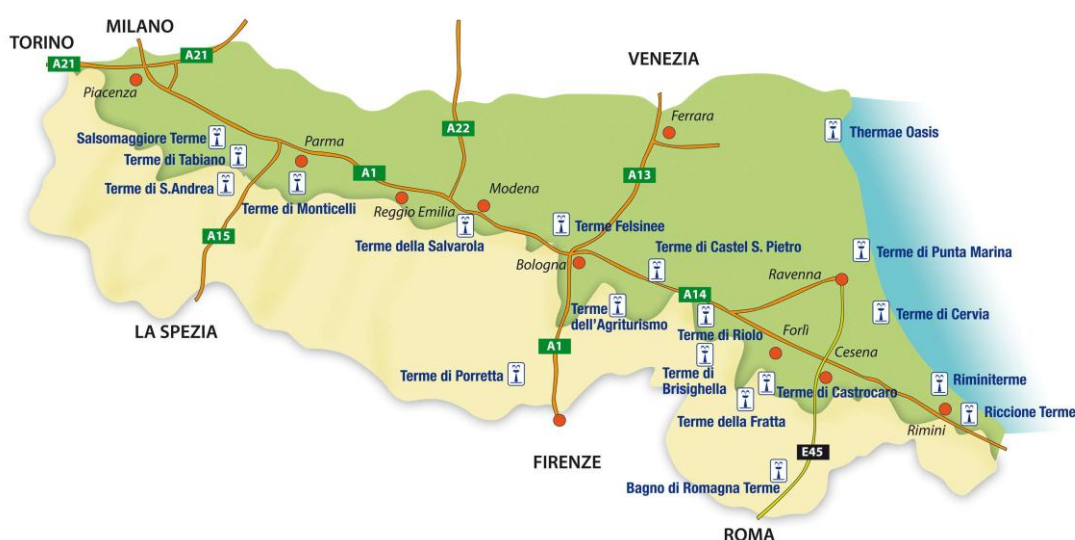 MILANO
TORINO
A21
A21
VENEZIA
Piacenza
A22
Ferrara
Thermae Oasis
Salsomaggiore Terme
Parma
Terme di Tabiano
A1
A13
Terme di S.Andrea
Modena
Terme di Monticelli
Reggio Emilia
Terme Felsinee
A15
Terme della Salvarola
Terme di Castel S. Pietro
Terme di Punta Marina
Bologna
Ravenna
A14
LA SPEZIA
Terme
dell'Agriturismo
Terme di Cervia
Terme di Riolo
Forlì
A1
Cesena
Terme di Porretta
Terme di
Brisighella
Riminiterme
Terme di Castrocaro
Riccione Terme
Terme della Fratta
Rimini
E45
FIRENZE
Bagno di Romagna Terme
ROMA